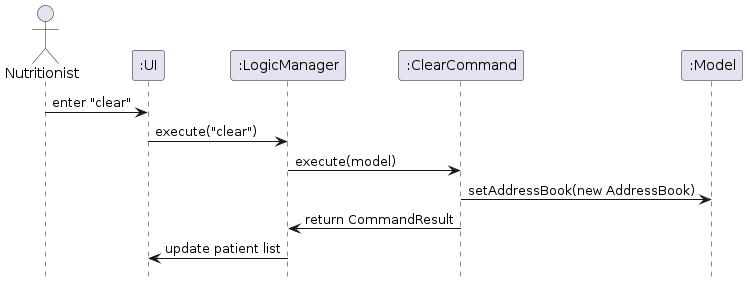 Nutritionist
:UI
:LogicManager
:ClearCommand
:Model
enter "clear"
execute("clear")
execute(model)
setAddressBook(new AddressBook)
return CommandResult
update patient list